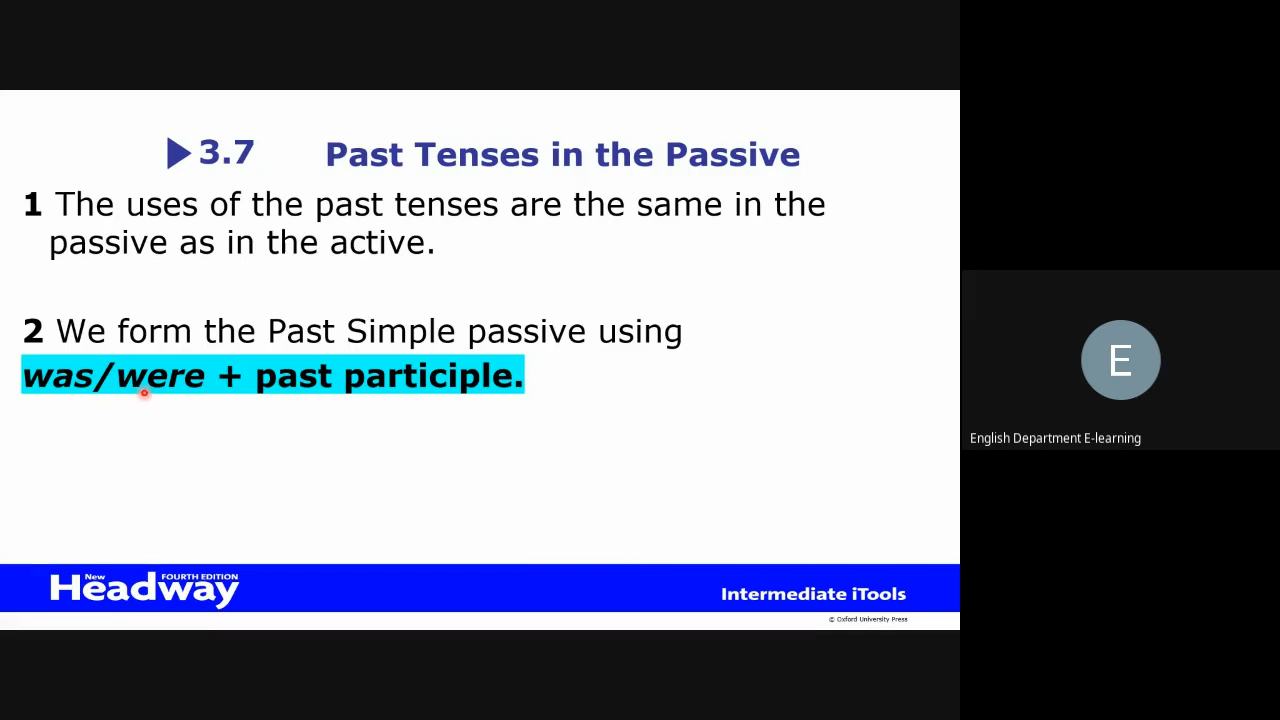 3.7 Past Tenses in the Passive
1 The uses of the past tenses are the same in the
passive as in the active.
2 We form the Past Simple passive using
was/were + past participle.
E
English Department E-learning
New Headway FOURTH EDITION
Intermediate iTools
© Oxford University Press